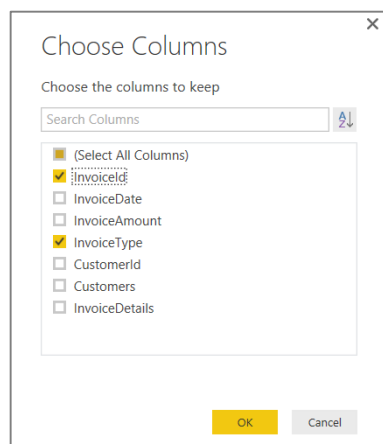 Choose Columns
Choose the columns to keep
Search Columns
(Select All Columns)
InvoiceId
InvoiceDate
InvoiceAmount
InvoiceType
CustomerId
Customers
InvoiceDetails
OK Cancel